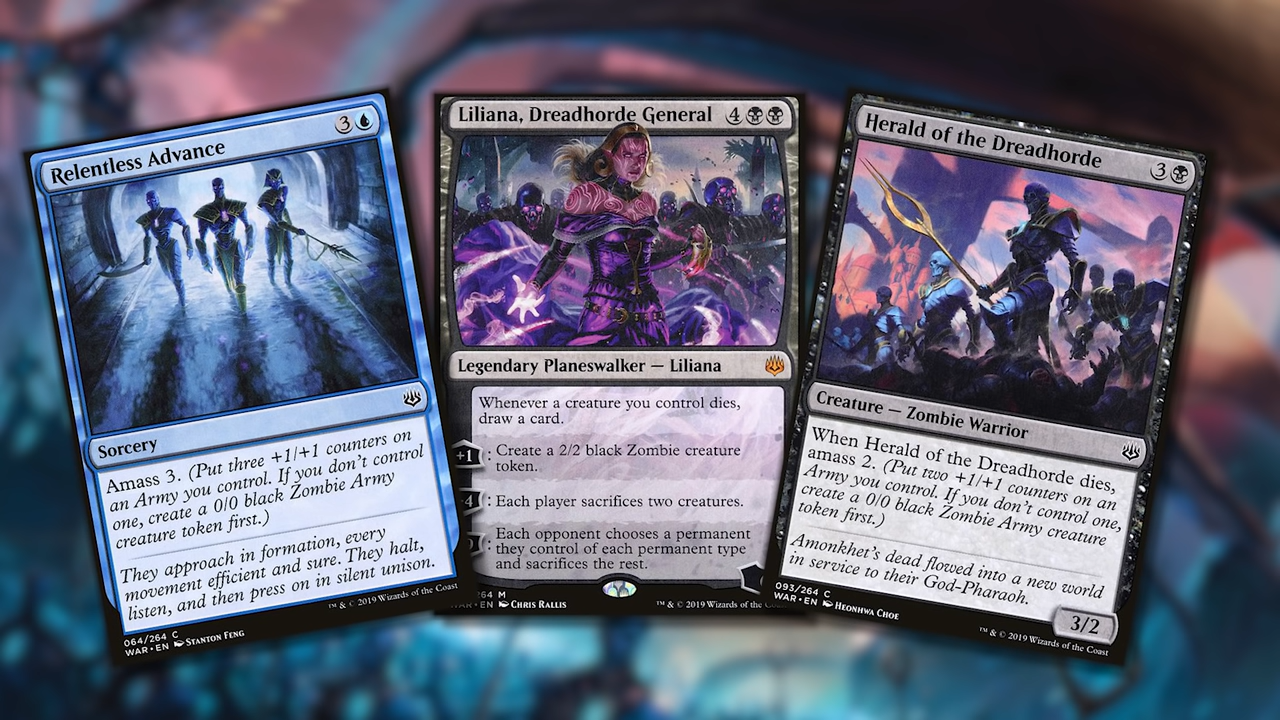 Relentless Advance
3
Sorcery
Amass 3. (Put three +1/+1 counters on
an Army you control. If you don't control
one, create a 0/0 black Zombie Army
creature token first.)
They approach in formation, every
movement efficient and sure. They halt,
listen, and then press on in silent unison.
064/264 C
WAR • EN Stanton Feng
™ & © 2019 Wizards of the Coast
Liliana, Dreadhorde General
4
Legendary Planeswalker — Liliana
Whenever a creature you control dies,
draw a card.
+1: Create a 2/2 black Zombie creature
token.
4: Each player sacrifices two creatures.
: Each opponent chooses a permanent
they control of each permanent type
and sacrifices the rest.
64 M
WAR • EN Chris Rallis
™ & © 2019 Wizards of the Co
Herald of the Dreadhorde
3
Creature — Zombie Warrior
When Herald of the Dreadhorde dies,
amass 2. (Put two +1/+1 counters on an
Army you control. If you don't control one,
create a 0/0 black Zombie Army creature
token first.)
Amonkhet's dead flowed into a new world
in service to their God-Pharaoh.
3/2
093/264 C
WAR • EN Heonhwa Choe
™ & © 2019 Wizards of the Coast